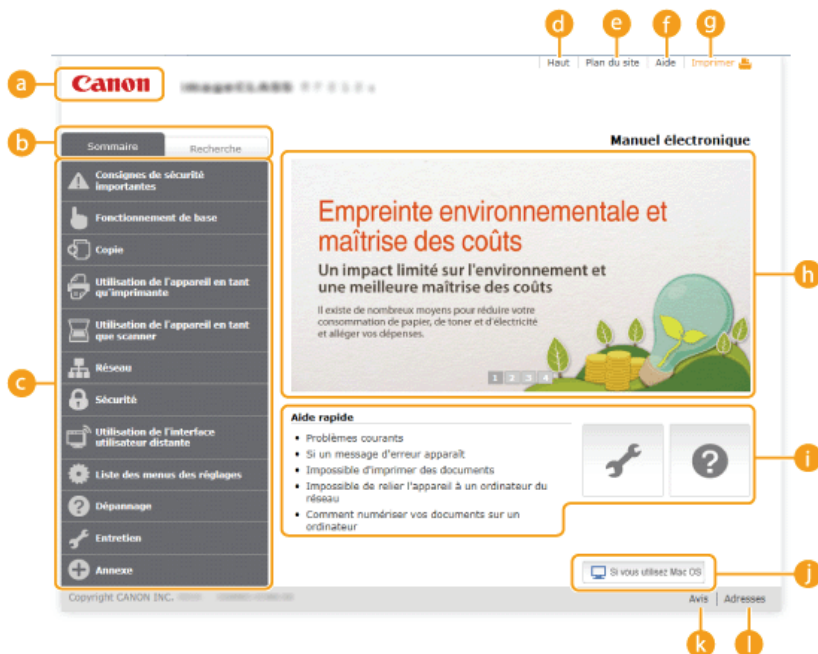 d e f g
Haut | Plan du site | Aide | Imprimer
a
Canon
b
Sommaire Recherche
Manuel électronique
c
Consignes de sécurité
importantes
Fonctionnement de base
Copie
Utilisation de l'appareil en tant
qu'imprimante
Utilisation de l'appareil en tant
que scanner
Réseau
Sécurité
Utilisation de l'interface
utilisateur distante
Liste des menus des réglages
Dépannage
Entretien
Annexe
Empreinte environnementale et
maîtrise des coûts
Un impact limité sur l'environnement et
une meilleure maîtrise des coûts
Il existe de nombreux moyens pour réduire votre
consommation de papier, de toner et d'électricité
et alléger vos dépenses.
1 2 3 4
h
Aide rapide
• Problèmes courants
• Si un message d'erreur apparaît
• Impossible d'imprimer des documents
• Impossible de relier l'appareil à un ordinateur du
réseau
• Comment numériser vos documents sur un
ordinateur
?
i
Si vous utilisez Mac OS
j
Copyright CANON INC.
Avis | Adresses
k l